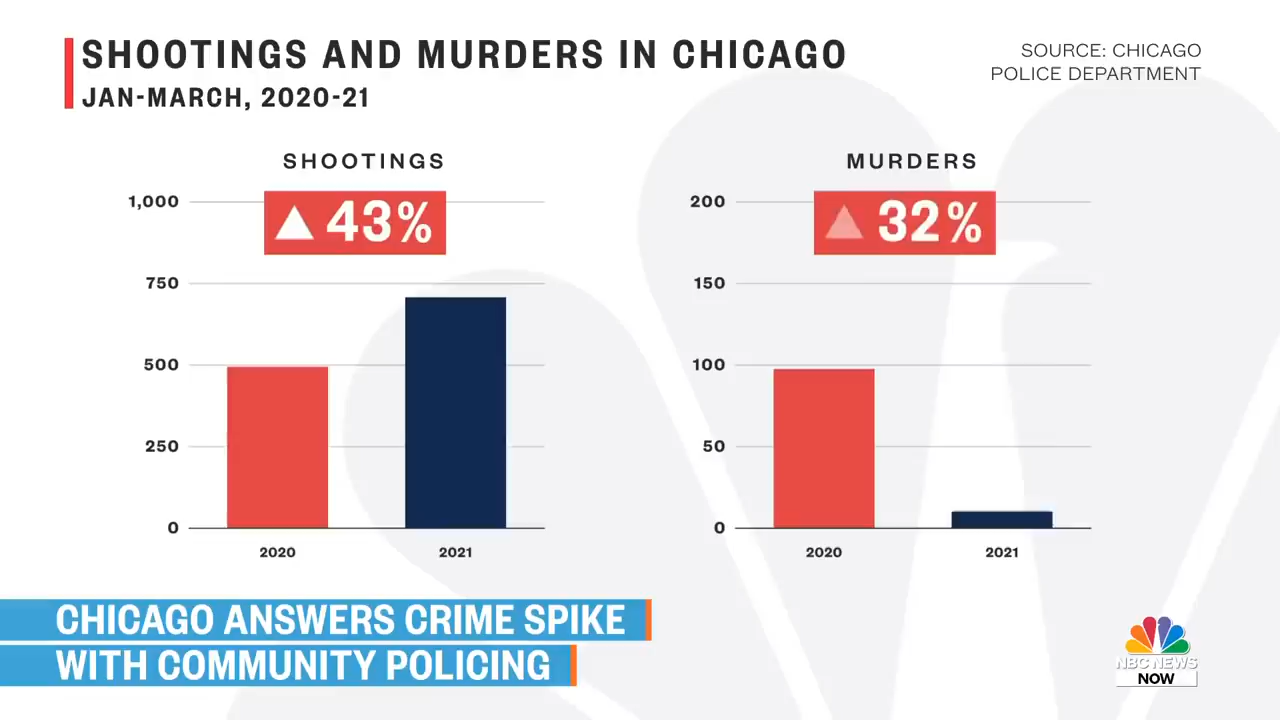 SHOOTINGS AND MURDERS IN CHICAGO
JAN-MARCH, 2020-21
SOURCE: CHICAGO
POLICE DEPARTMENT
SHOOTINGS
▲ 43%
1,000
750
500
250
0
2020
2021
MURDERS
▲ 32%
200
150
100
50
0
2020
2021
CHICAGO ANSWERS CRIME SPIKE
WITH COMMUNITY POLICING
NBC NEWS
NOW